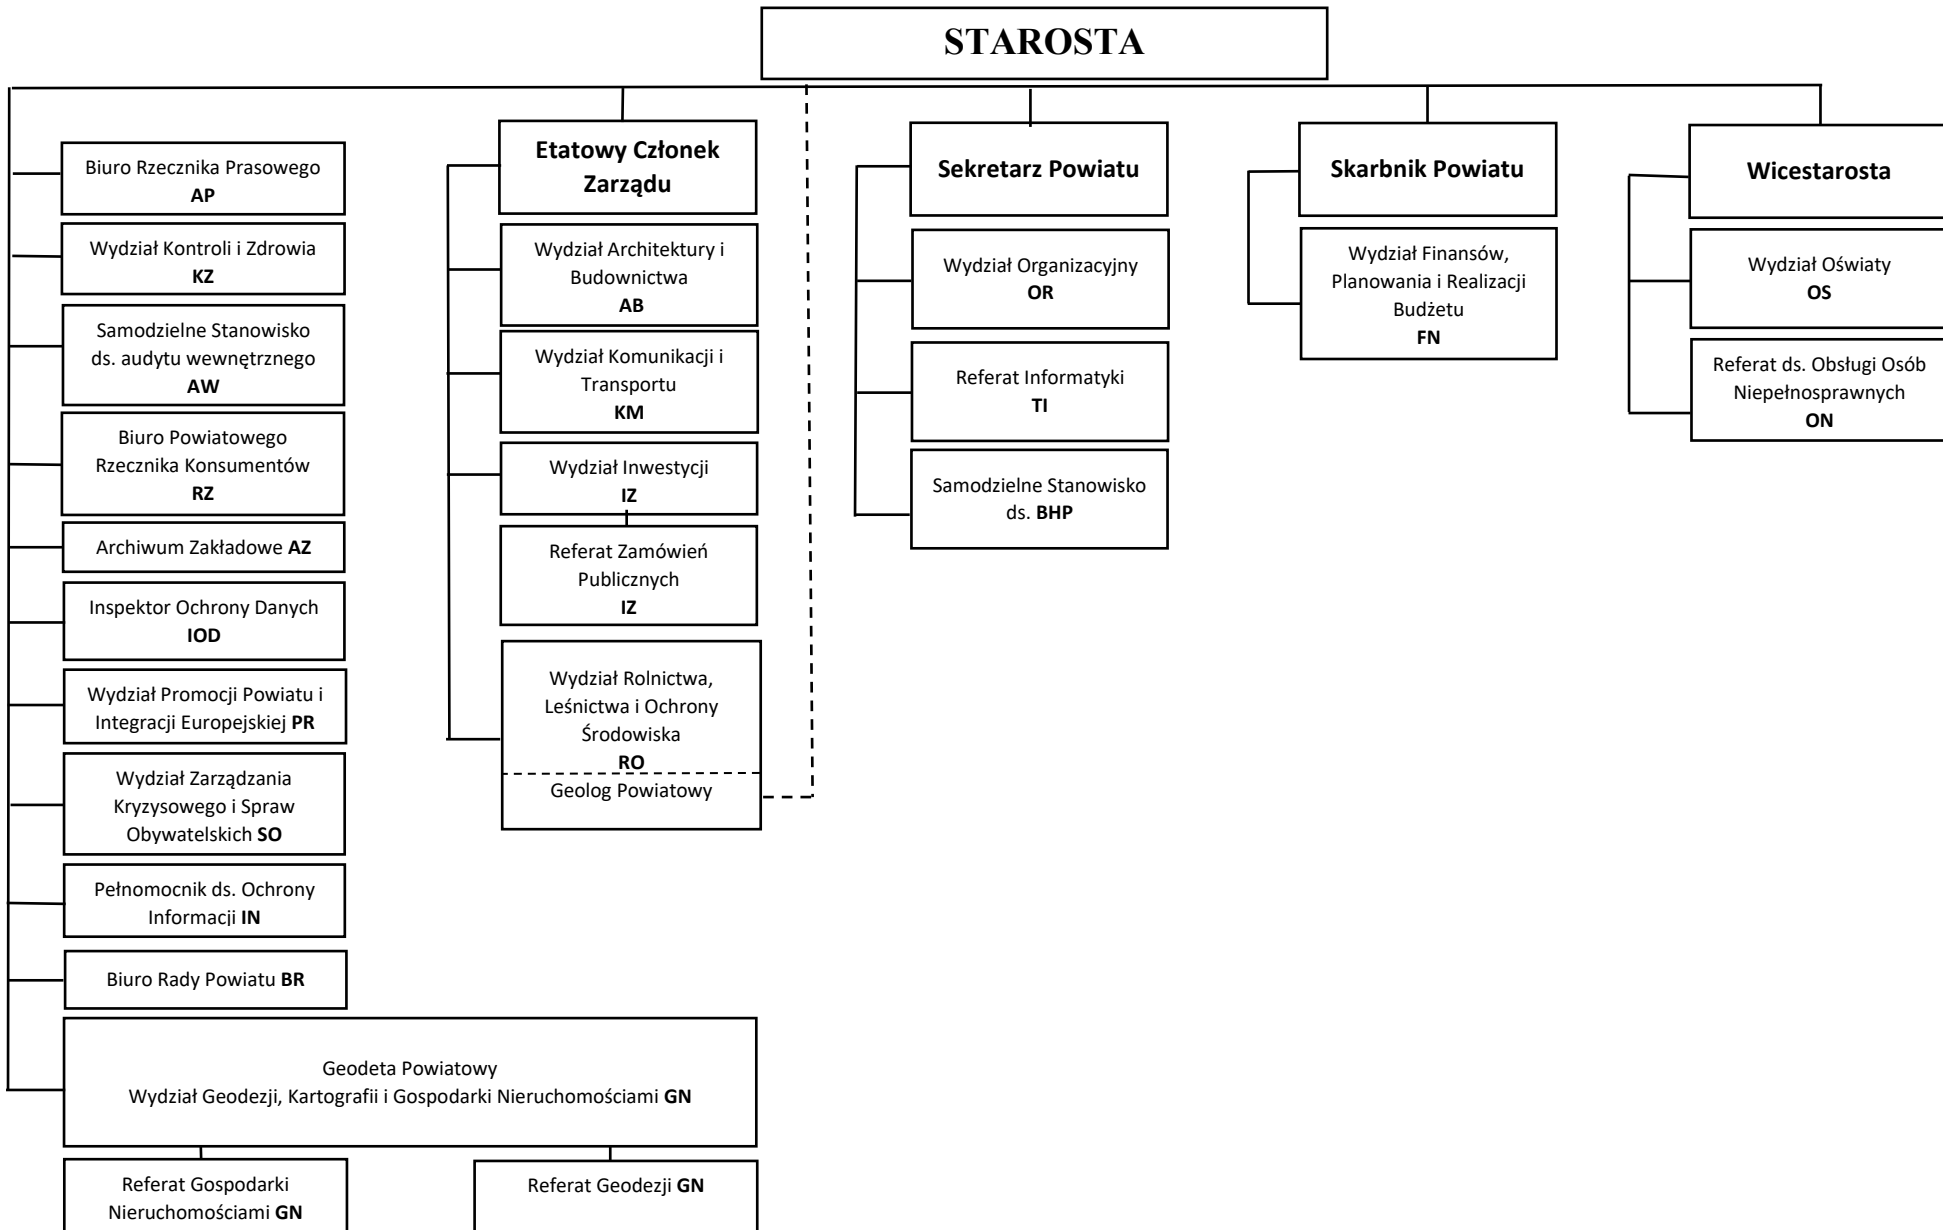 STAROSTA
Biuro Rzecznika Prasowego
AP
Wydział Kontroli i Zdrowia
KZ
Samodzielne Stanowisko
ds. audytu wewnętrznego
AW
Biuro Powiatowego
Rzecznika Konsumentów
RZ
Archiwum Zakładowe AZ
Inspektor Ochrony Danych
IOD
Wydział Promocji Powiatu i
Integracji Europejskiej PR
Wydział Zarządzania
Kryzysowego i Spraw
Obywatelskich SO
Pełnomocnik ds. Ochrony
Informacji IN
Biuro Rady Powiatu BR
Geodeta Powiatowy
Wydział Geodezji, Kartografii i Gospodarki Nieruchomościami GN
Referat Gospodarki
Nieruchomościami GN
Referat Geodezji GN
Etatowy Członek
Zarządu
Wydział Architektury i
Budownictwa
AB
Wydział Komunikacji i
Transportu
KM
Wydział Inwestycji
IZ
Referat Zamówień
Publicznych
IZ
Wydział Rolnictwa,
Leśnictwa i Ochrony
Środowiska
RO
Geolog Powiatowy
Sekretarz Powiatu
Wydział Organizacyjny
OR
Referat Informatyki
TI
Samodzielne Stanowisko
ds. BHP
Skarbnik Powiatu
Wydział Finansów,
Planowania i Realizacji
Budżetu
FN
Wicestarosta
Wydział Oświaty
OS
Referat ds. Obsługi Osób
Niepełnosprawnych
ON